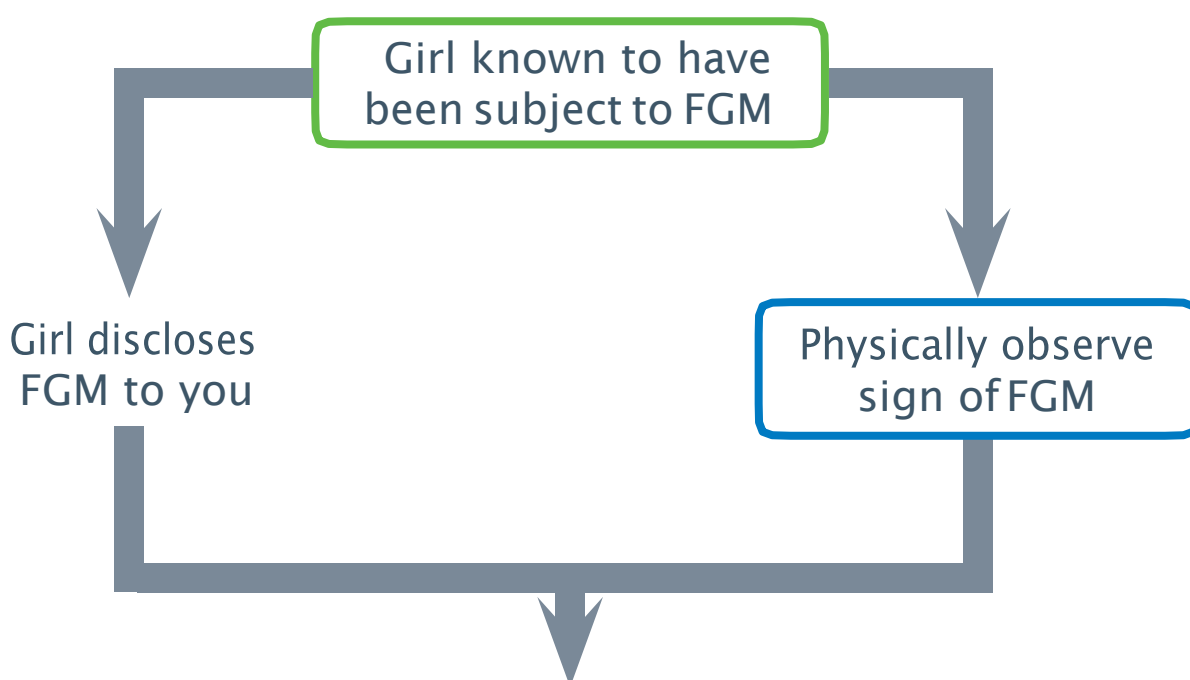 Girl known to have
been subject to FGM
Girl discloses
FGM to you
Physically observe
sign of FGM